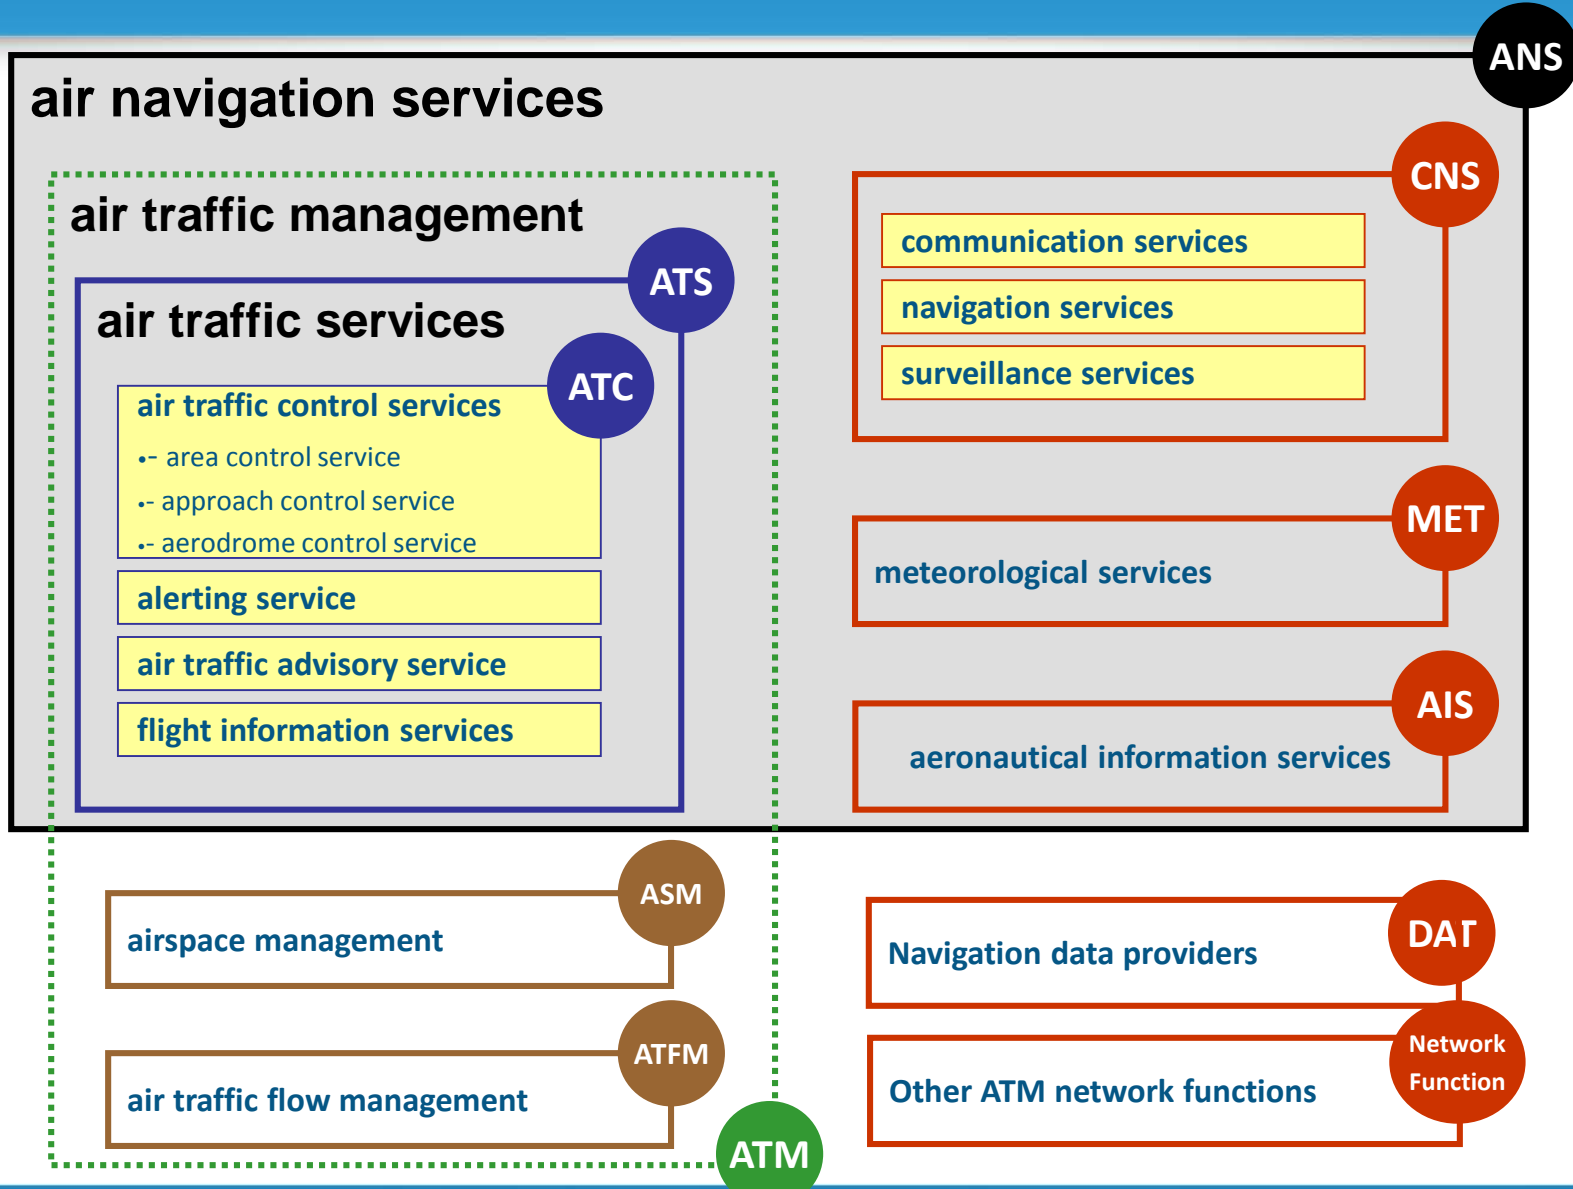 ANS
air navigation services
air traffic management
ATS
air traffic services
ATC
air traffic control services
•- area control service
•- approach control service
•- aerodrome control service
alerting service
air traffic advisory service
flight information services
CNS
communication services
navigation services
surveillance services
MET
meteorological services
AIS
aeronautical information services
ASM
airspace management
ATFM
air traffic flow management
ATM
DAT
Navigation data providers
Network
Function
Other ATM network functions